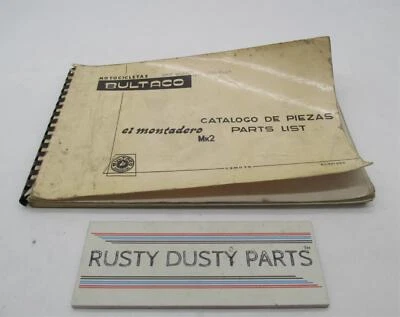 MOTOCICLETAS
BULTACO
CATALOGO DE PIEZAS
PARTS LIST
el montadero
Mk2
RUSTY DUSTY PARTS